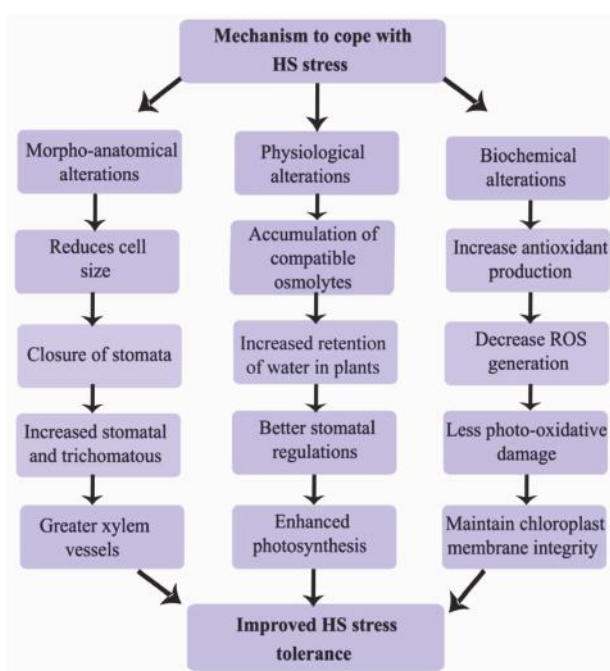 Mechanism to cope with
HS stress
Morpho-anatomical
alterations
Reduces cell
size
Closure of stomata
Increased stomatal
and trichomatous
Greater xylem
vessels
Physiological
alterations
Accumulation of
compatible
osmolytes
Increased retention
of water in plants
Better stomatal
regulations
Enhanced
photosynthesis
Biochemical
alterations
Increase antioxidant
production
Decrease ROS
generation
Less photo-oxidative
damage
Maintain chloroplast
membrane integrity
Improved HS stress
tolerance